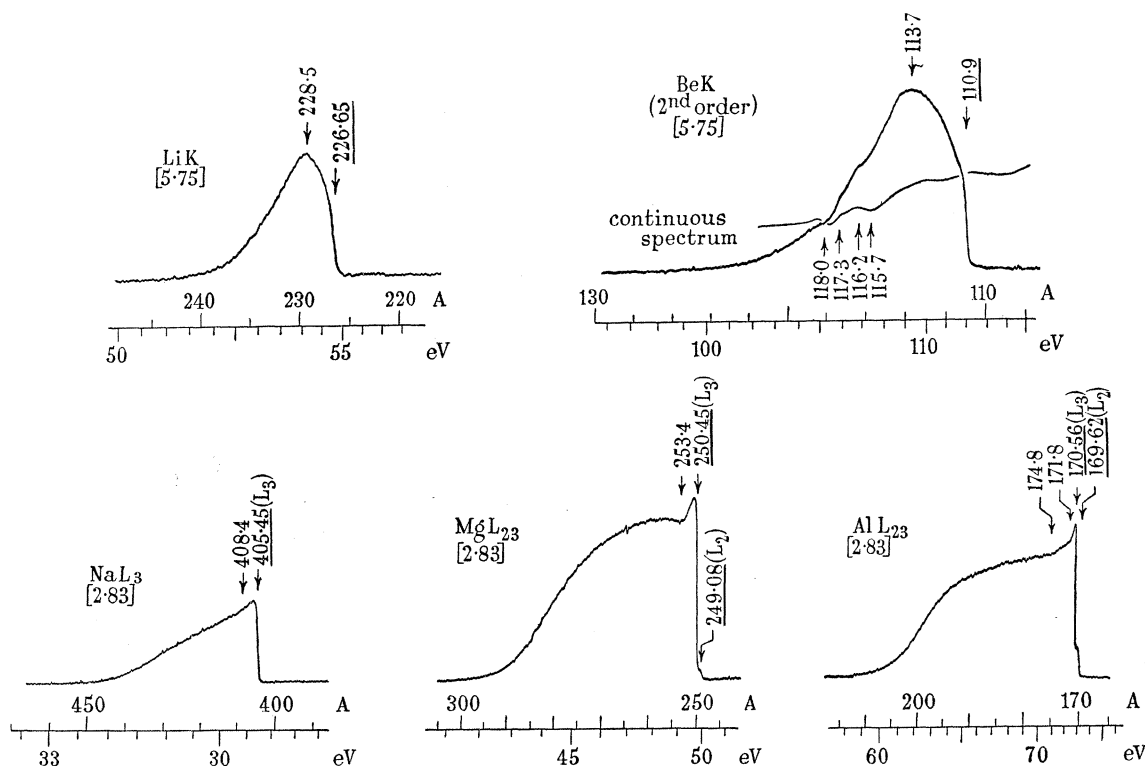 LiK
[5·75]
228·5
226·65
240 230 220 A
50 55 eV
BeK
(2nd order)
[5·75]
113·7
110·9
continuous
spectrum
118·0
117·3
116·2
115·7
130 110 A
100 110 eV
NaL3
[2·83]
408·4
405·45(L3)
450 400 A
33 30 eV
MgL23
[2·83]
253·4
250·45(L3)
249·08(L2)
300 250 A
45 50 eV
AlL23
[2·83]
174·8
171·8
170·56(L3)
169·62(L2)
200 170 A
60 70 eV